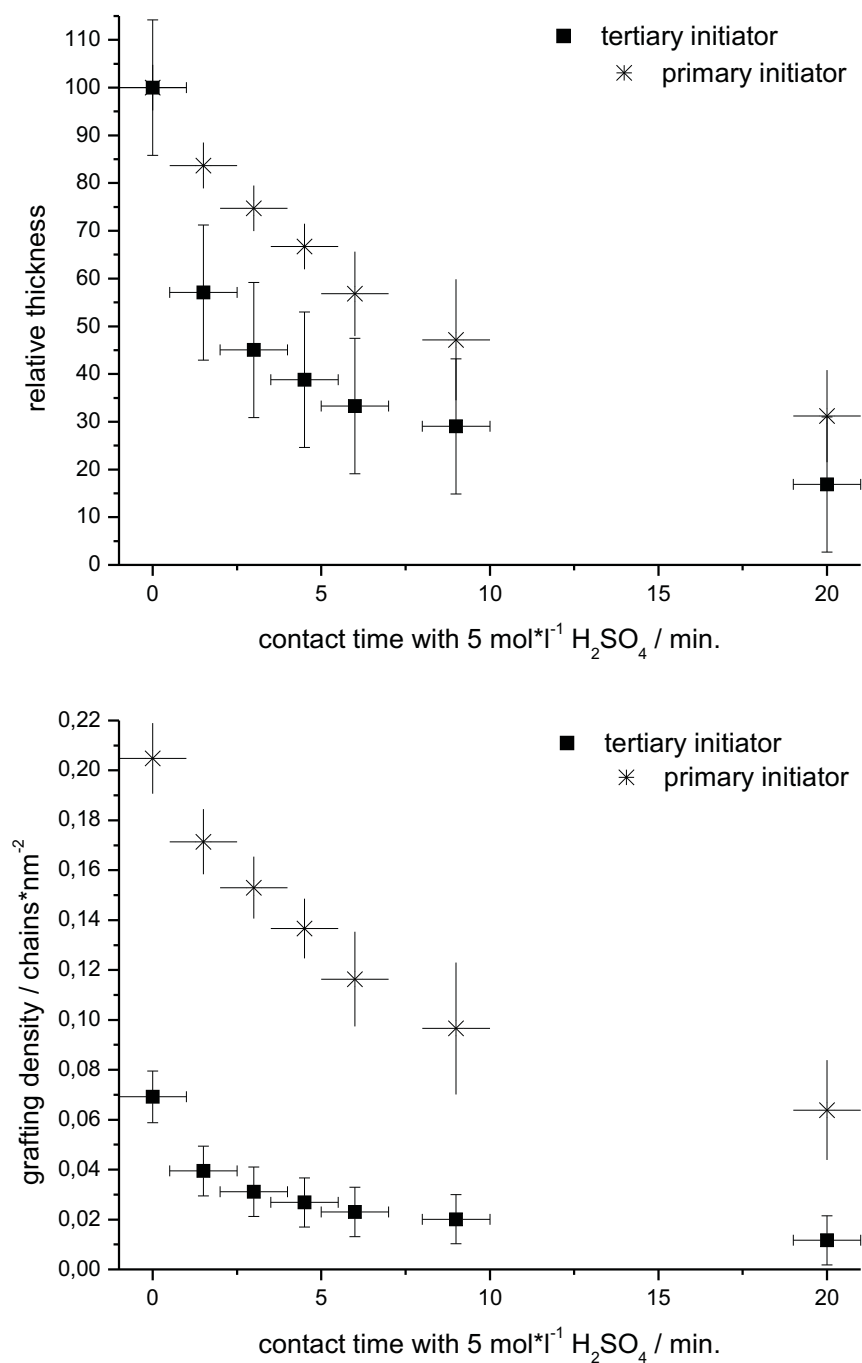 110
100
90
80
70
60
50
40
30
20
10
0
relative thickness
tertiary initiator
primary initiator
0 5 10 15 20
contact time with 5 mol*l⁻¹ H₂SO₄ / min.
0,22
0,20
0,18
0,16
0,14
0,12
0,10
0,08
0,06
0,04
0,02
0,00
grafting density / chains*nm⁻²
tertiary initiator
primary initiator
0 5 10 15 20
contact time with 5 mol*l⁻¹ H₂SO₄ / min.